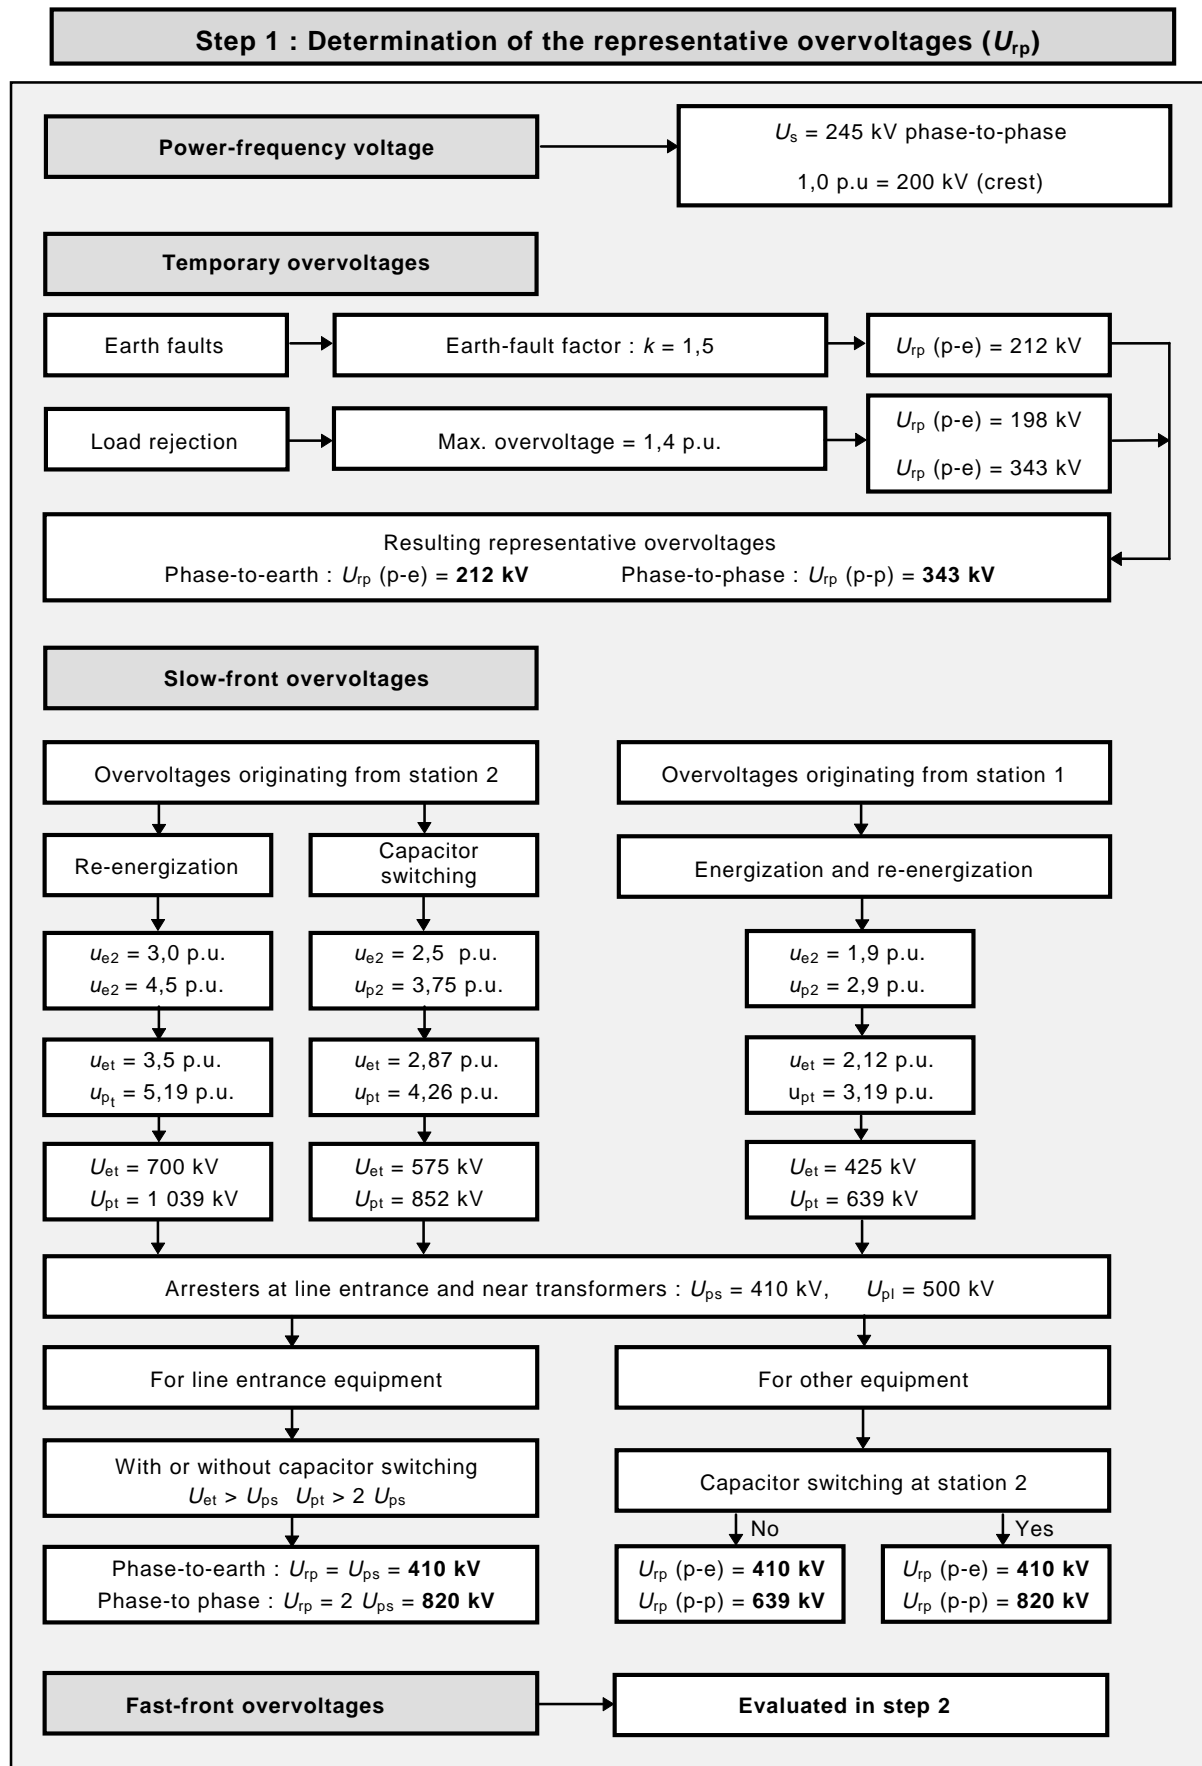 Step 1 : Determination of the representative overvoltages (Urp)
Power-frequency voltage
Us = 245 kV phase-to-phase
1,0 p.u = 200 kV (crest)
Temporary overvoltages
Earth faults
Earth-fault factor : k = 1,5
Urp (p-e) = 212 kV
Load rejection
Max. overvoltage = 1,4 p.u.
Urp (p-e) = 198 kV
Urp (p-e) = 343 kV
Resulting representative overvoltages
Phase-to-earth : Urp (p-e) = 212 kV Phase-to-phase : Urp (p-p) = 343 kV
Slow-front overvoltages
Overvoltages originating from station 2
Overvoltages originating from station 1
Re-energization
Capacitor
switching
Energization and re-energization
ue2 = 3,0 p.u.
ue2 = 4,5 p.u.
ue2 = 2,5 p.u.
up2 = 3,75 p.u.
ue2 = 1,9 p.u.
up2 = 2,9 p.u.
uet = 3,5 p.u.
upt = 5,19 p.u.
uet = 2,87 p.u.
upt = 4,26 p.u.
uet = 2,12 p.u.
upt = 3,19 p.u.
Uet = 700 kV
Upt = 1 039 kV
Uet = 575 kV
Upt = 852 kV
Uet = 425 kV
Upt = 639 kV
Arresters at line entrance and near transformers : Ups = 410 kV, Upl = 500 kV
For line entrance equipment
For other equipment
With or without capacitor switching
Uet > Ups Upt > 2 Ups
Capacitor switching at station 2
No
Yes
Phase-to-earth : Urp = Ups = 410 kV
Phase-to phase : Urp = 2 Ups = 820 kV
Urp (p-e) = 410 kV
Urp (p-p) = 639 kV
Urp (p-e) = 410 kV
Urp (p-p) = 820 kV
Fast-front overvoltages
Evaluated in step 2